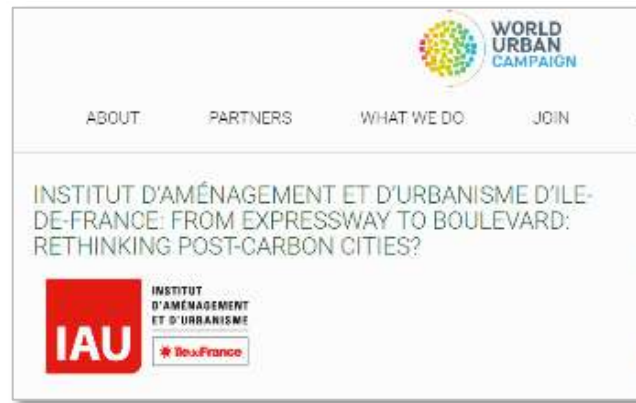 WORLD
URBAN
CAMPAIGN
ABOUT PARTNERS WHAT WE DO JOIN
INSTITUT D'AMÉNAGEMENT ET D'URBANISME D'ILE-
DE-FRANCE: FROM EXPRESSWAY TO BOULEVARD:
RETHINKING POST-CARBON CITIES?
IAU
INSTITUT
D'AMÉNAGEMENT
ET D'URBANISME
îledeFrance